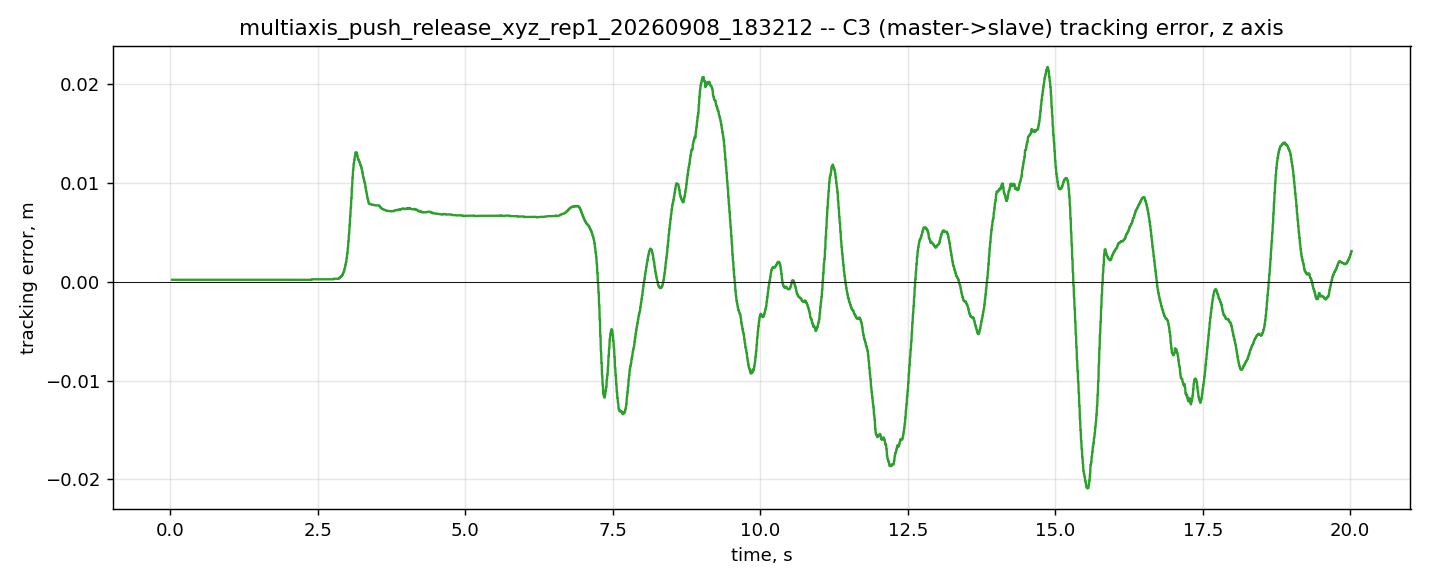 multiaxis_push_release_xyz_rep1_20260908_183212 -- C3 (master->slave) tracking error, z axis
tracking error, m
0.02
0.01
0.00
−0.01
−0.02
0.0 2.5 5.0 7.5 10.0 12.5 15.0 17.5 20.0
time, s